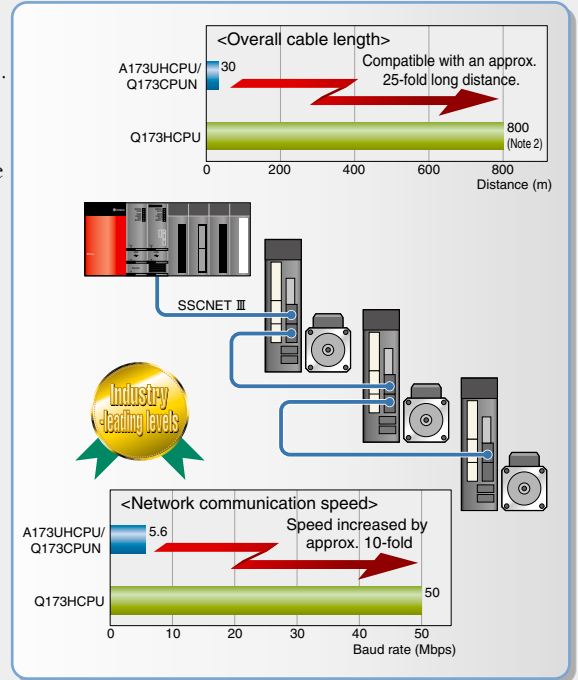 <Overall cable length>
A173UHCPU/
Q173CPUN
30
Compatible with an approx.
25-fold long distance.
Q173HCPU
800
(Note 2)
0 200 400 600 800
Distance (m)
SSCNET Ⅲ
Industry
-leading levels
<Network communication speed>
A173UHCPU/
Q173CPUN
5.6
Speed increased by
approx. 10-fold
Q173HCPU
50
0 10 20 30 40 50
Baud rate (Mbps)